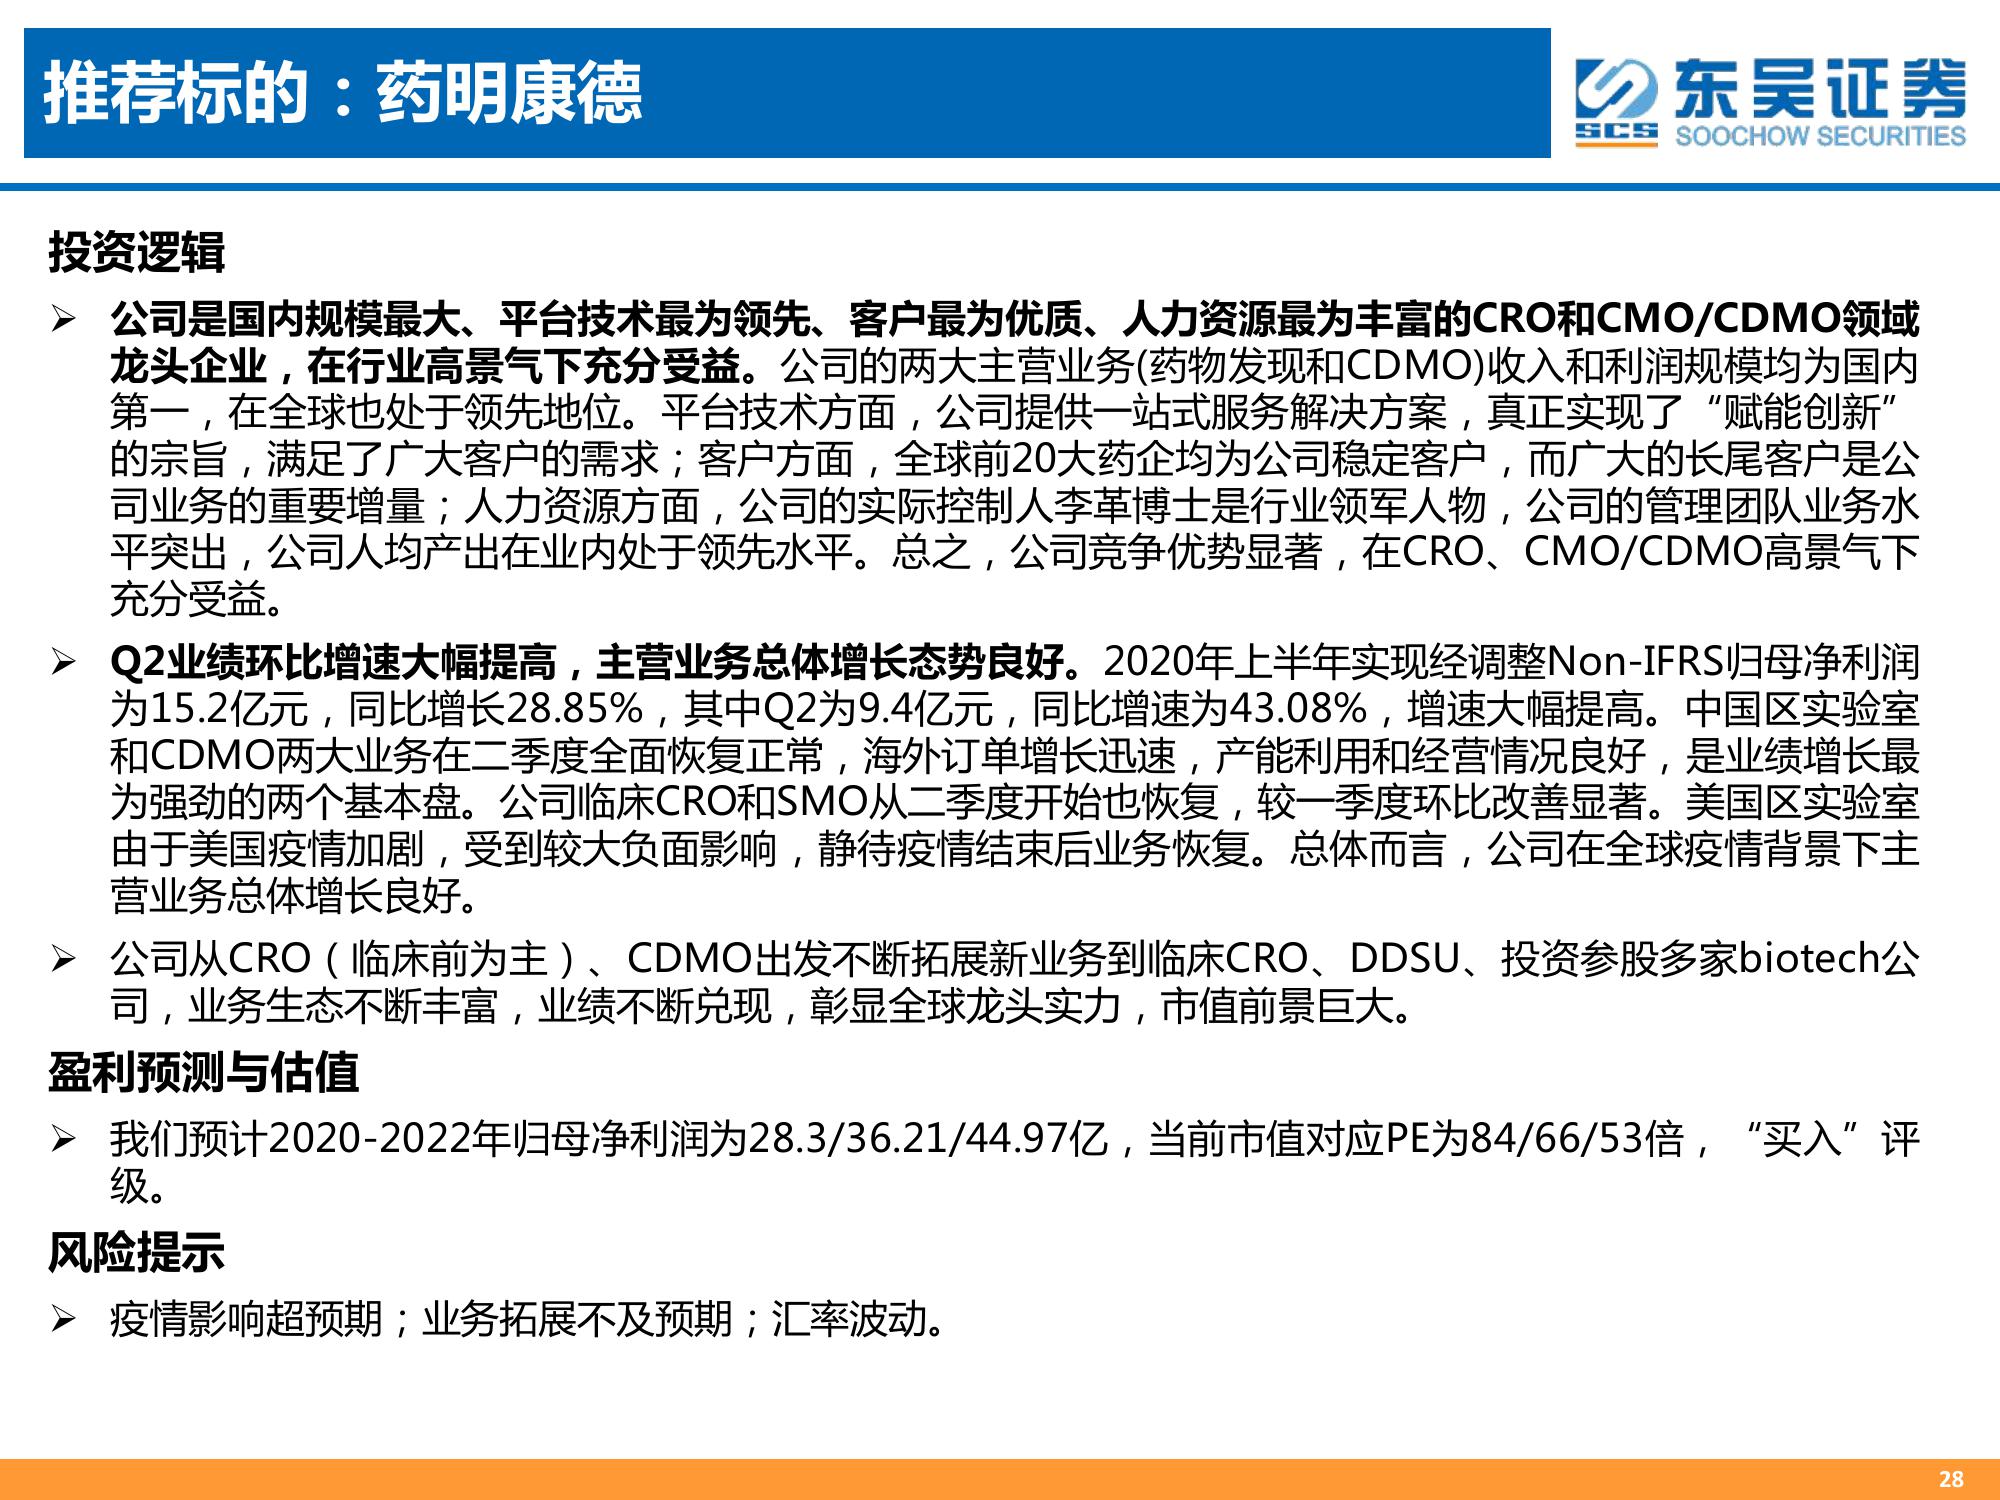 推荐标的：药明康德
东吴证券
SCS
SOOCHOW SECURITIES
投资逻辑
➢ 公司是国内规模最大、平台技术最为领先、客户最为优质、人力资源最为丰富的CRO和CMO/CDMO领域
龙头企业，在行业高景气下充分受益。公司的两大主营业务(药物发现和CDMO)收入和利润规模均为国内
第一，在全球也处于领先地位。平台技术方面，公司提供一站式服务解决方案，真正实现了“赋能创新”
的宗旨，满足了广大客户的需求；客户方面，全球前20大药企均为公司稳定客户，而广大的长尾客户是公
司业务的重要增量；人力资源方面，公司的实际控制人李革博士是行业领军人物，公司的管理团队业务水
平突出，公司人均产出在业内处于领先水平。总之，公司竞争优势显著，在CRO、CMO/CDMO高景气下
充分受益。
➢ Q2业绩环比增速大幅提高，主营业务总体增长态势良好。2020年上半年实现经调整Non-IFRS归母净利润
为15.2亿元，同比增长28.85%，其中Q2为9.4亿元，同比增速为43.08%，增速大幅提高。中国区实验室
和CDMO两大业务在二季度全面恢复正常，海外订单增长迅速，产能利用和经营情况良好，是业绩增长最
为强劲的两个基本盘。公司临床CRO和SMO从二季度开始也恢复，较一季度环比改善显著。美国区实验室
由于美国疫情加剧，受到较大负面影响，静待疫情结束后业务恢复。总体而言，公司在全球疫情背景下主
营业务总体增长良好。
➢ 公司从CRO（临床前为主）、CDMO出发不断拓展新业务到临床CRO、DDSU、投资参股多家biotech公
司，业务生态不断丰富，业绩不断兑现，彰显全球龙头实力，市值前景巨大。
盈利预测与估值
➢ 我们预计2020-2022年归母净利润为28.3/36.21/44.97亿，当前市值对应PE为84/66/53倍，“买入”评
级。
风险提示
➢ 疫情影响超预期；业务拓展不及预期；汇率波动。
28